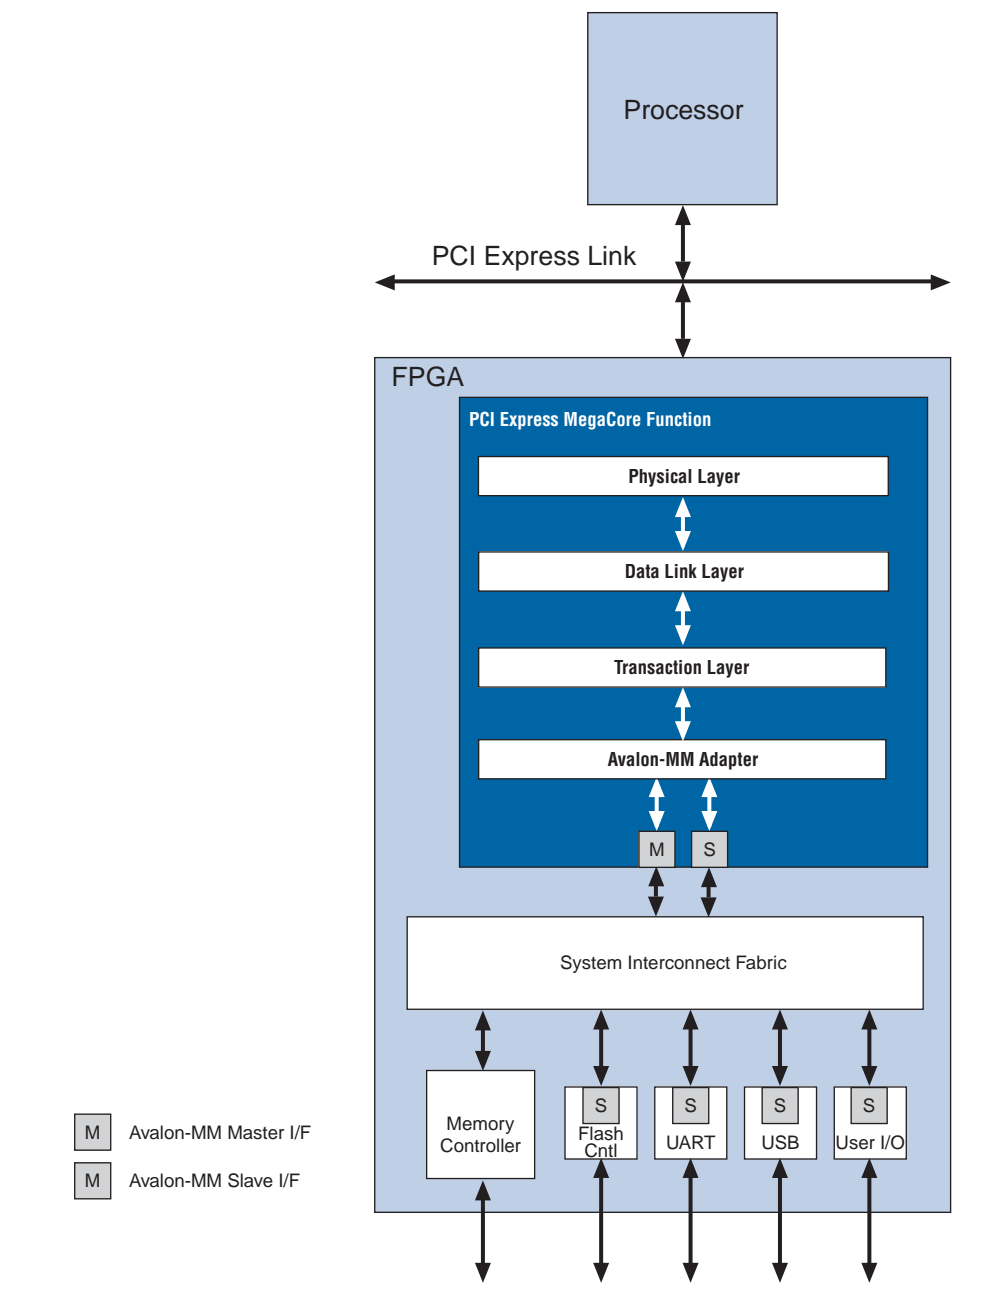 Processor
PCI Express Link
FPGA
PCI Express MegaCore Function
Physical Layer
Data Link Layer
Transaction Layer
Avalon-MM Adapter
M S
System Interconnect Fabric
S S S S
Memory
Controller
Flash
Cntl
UART
USB
User I/O
M Avalon-MM Master I/F
M Avalon-MM Slave I/F